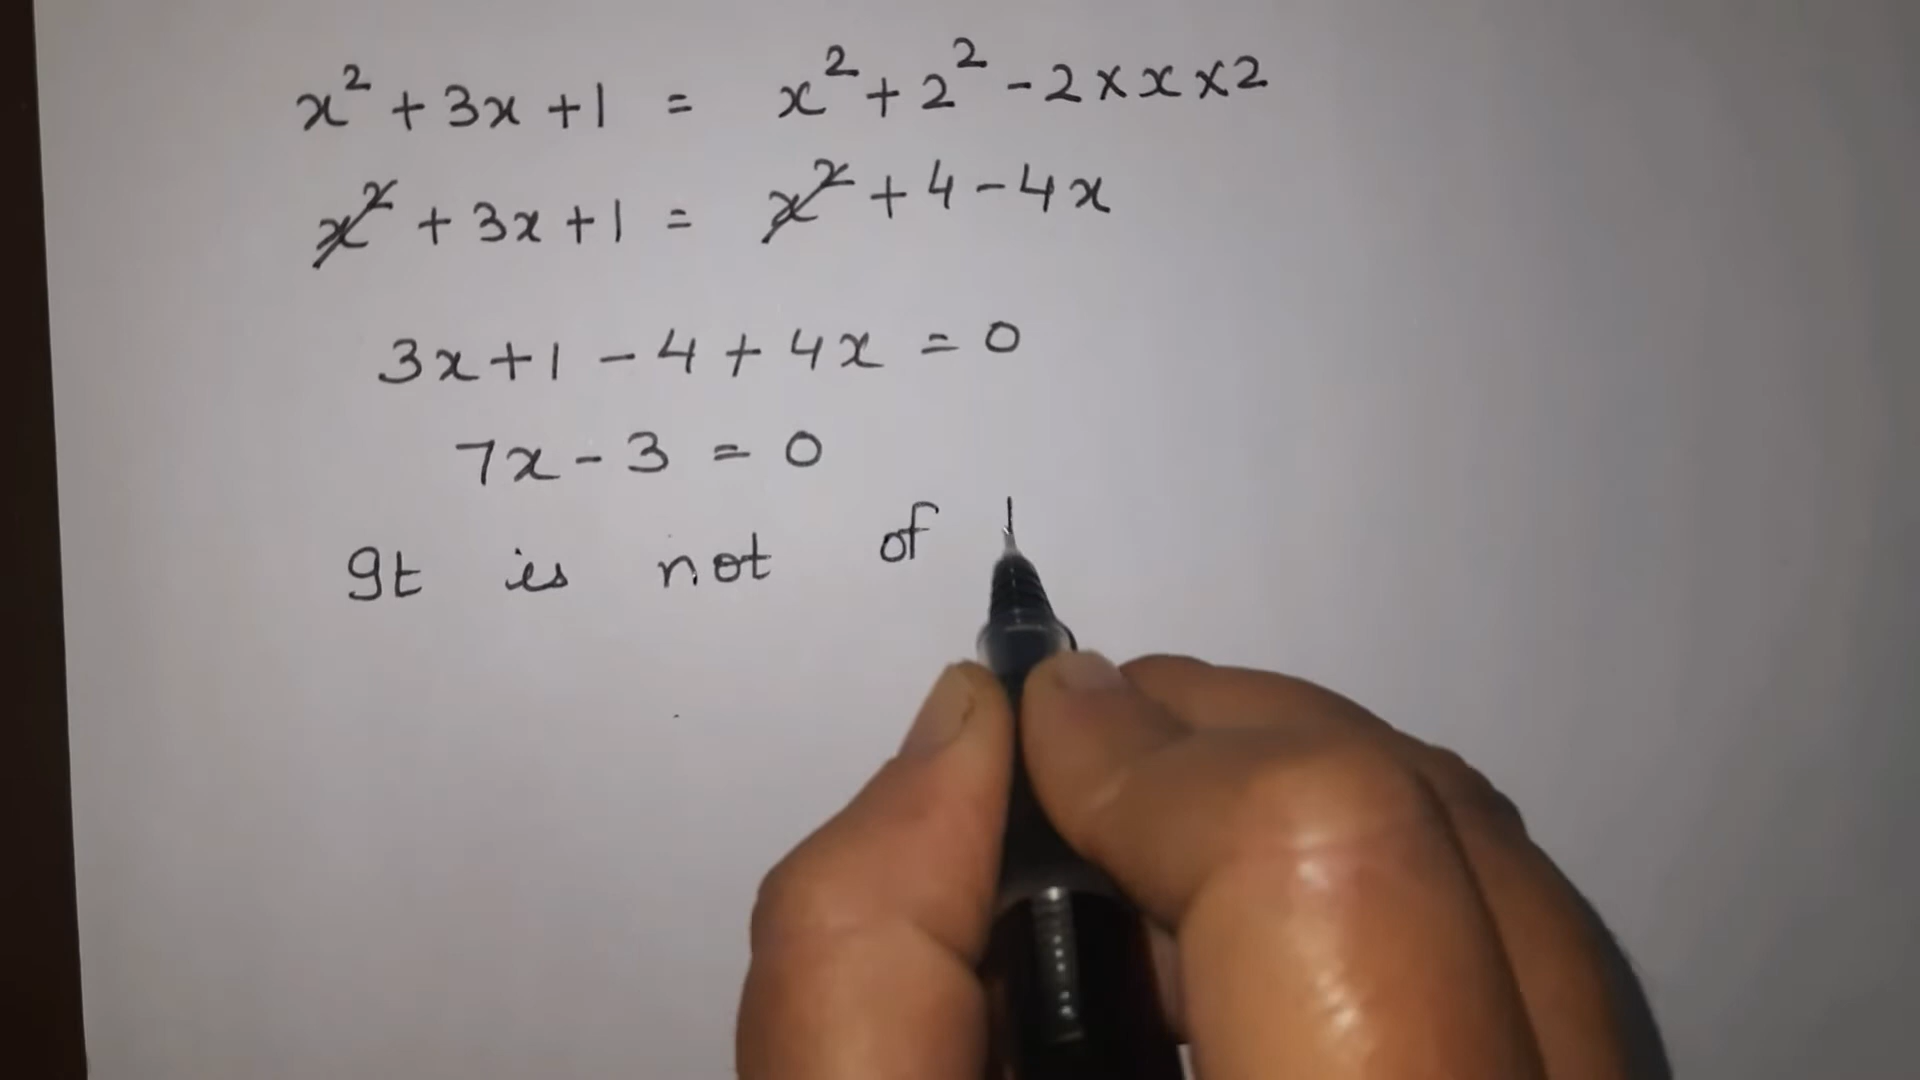 x² + 3x + 1 = x² + 2² - 2 × x × 2
x² + 3x + 1 = x² + 4 - 4x
3x + 1 - 4 + 4x = 0
7x - 3 = 0
It is not of